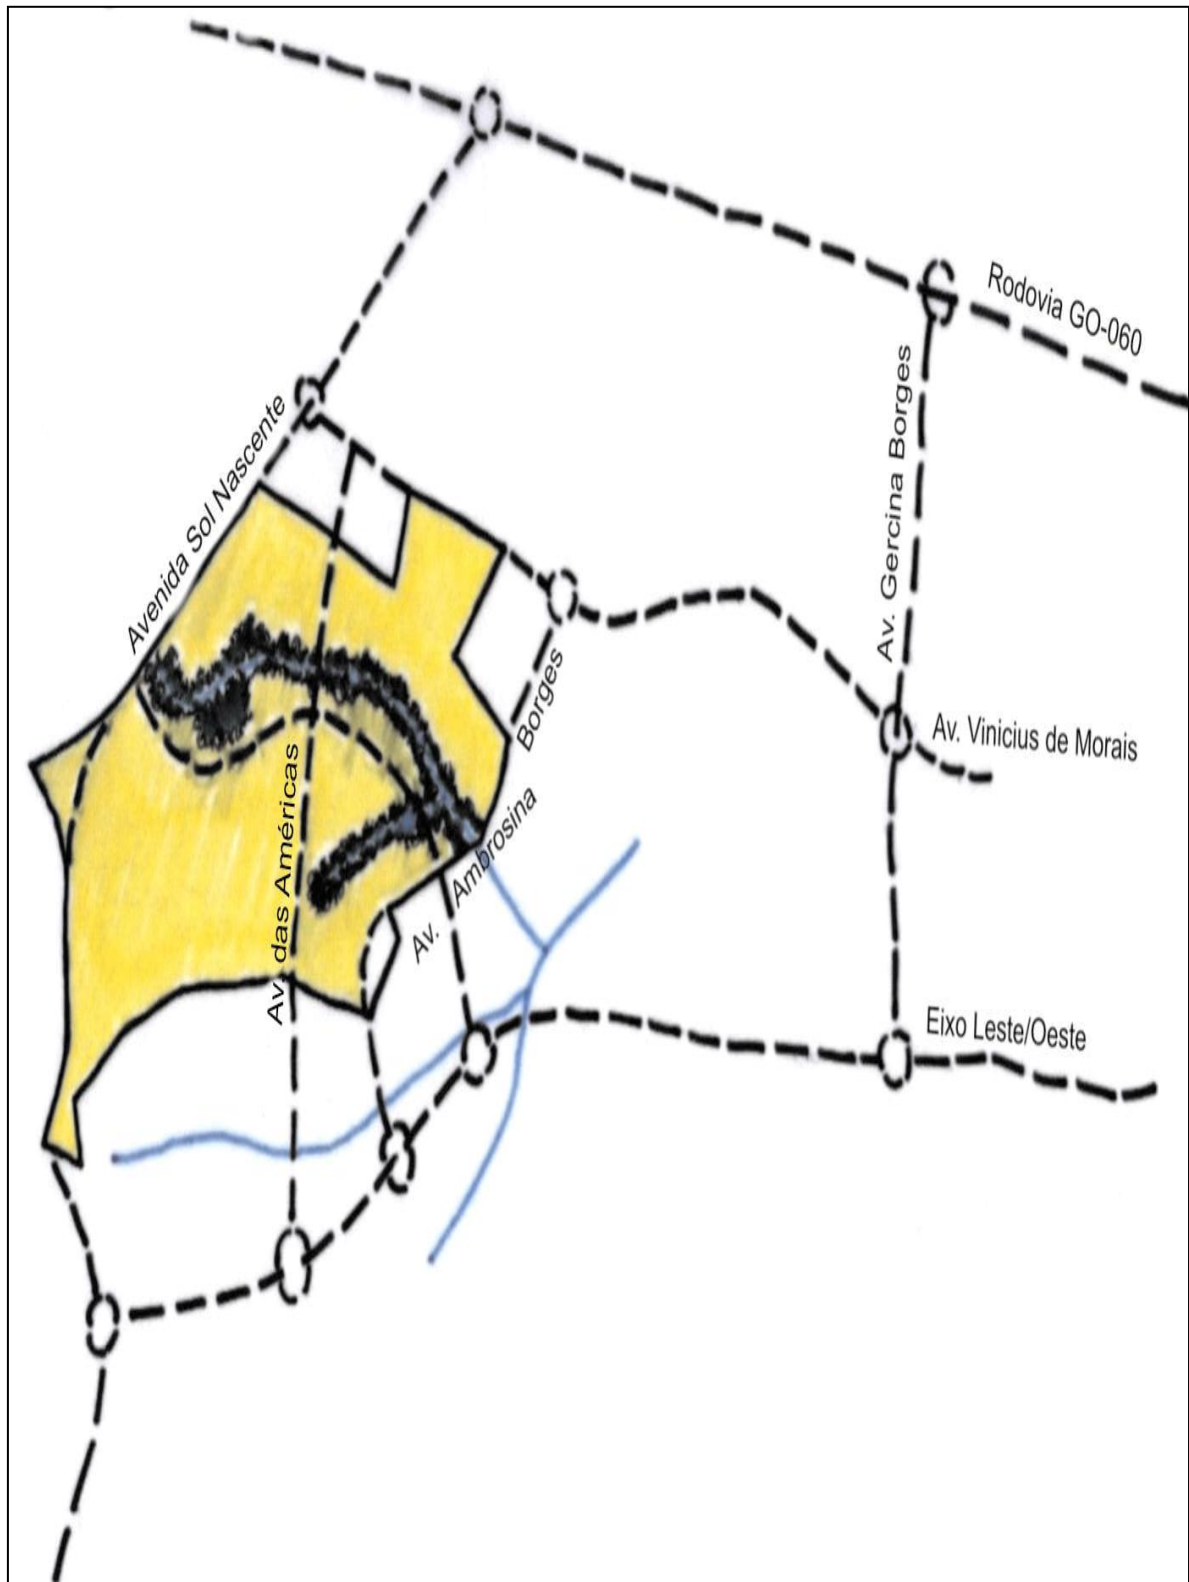 Rodovia GO-060
Av. Gercina Borges
Avenida Sol Nascente
Av. Vinicius de Morais
Av. Ambrosina Borges
Av. das Américas
Eixo Leste/Oeste